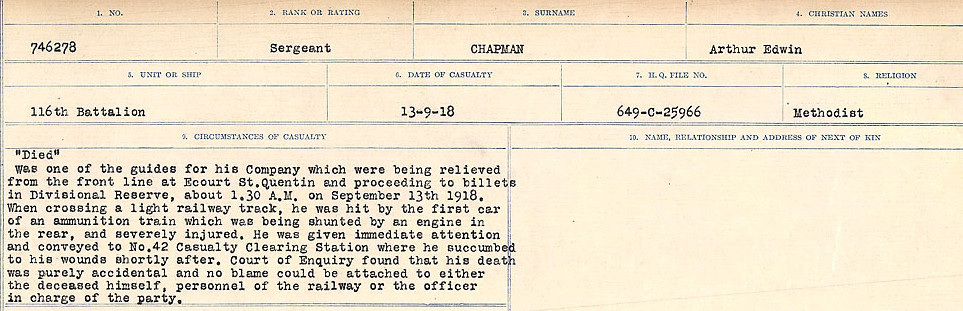 1. NO. 2. RANK OR RATING 3. SURNAME 4. CHRISTIAN NAMES
746278 Sergeant CHAPMAN Arthur Edwin
5. UNIT OR SHIP 6. DATE OF CASUALTY 7. H.Q. FILE NO. 8. RELIGION
116th Battalion 13-9-18 649-C-25966 Methodist
9. CIRCUMSTANCES OF CASUALTY 10. NAME, RELATIONSHIP AND ADDRESS OF NEXT OF KIN
"Died"
Was one of the guides for his Company which were being relieved
from the front line at Ecourt St.Quentin and proceeding to billets
in Divisional Reserve, about 1.30 A.M. on September 13th 1918.
When crossing a light railway track, he was hit by the first car
of an ammunition train which was being shunted by an engine in
the rear, and severely injured. He was given immediate attention
and conveyed to No.42 Casualty Clearing Station where he succumbed
to his wounds shortly after. Court of Enquiry found that his death
was purely accidental and no blame could be attached to either
the deceased himself, personnel of the railway or the officer
in charge of the party.